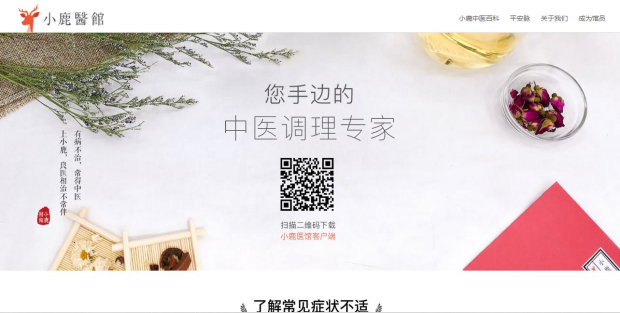 小鹿醫館
小鹿中医百科 平安脉 关于我们 成为馆员
您手边的
中医调理专家
有病不治，常得中医
上小鹿，良医相治不常伴
扫描二维码下载
小鹿医馆客户端
了解常见症状不适